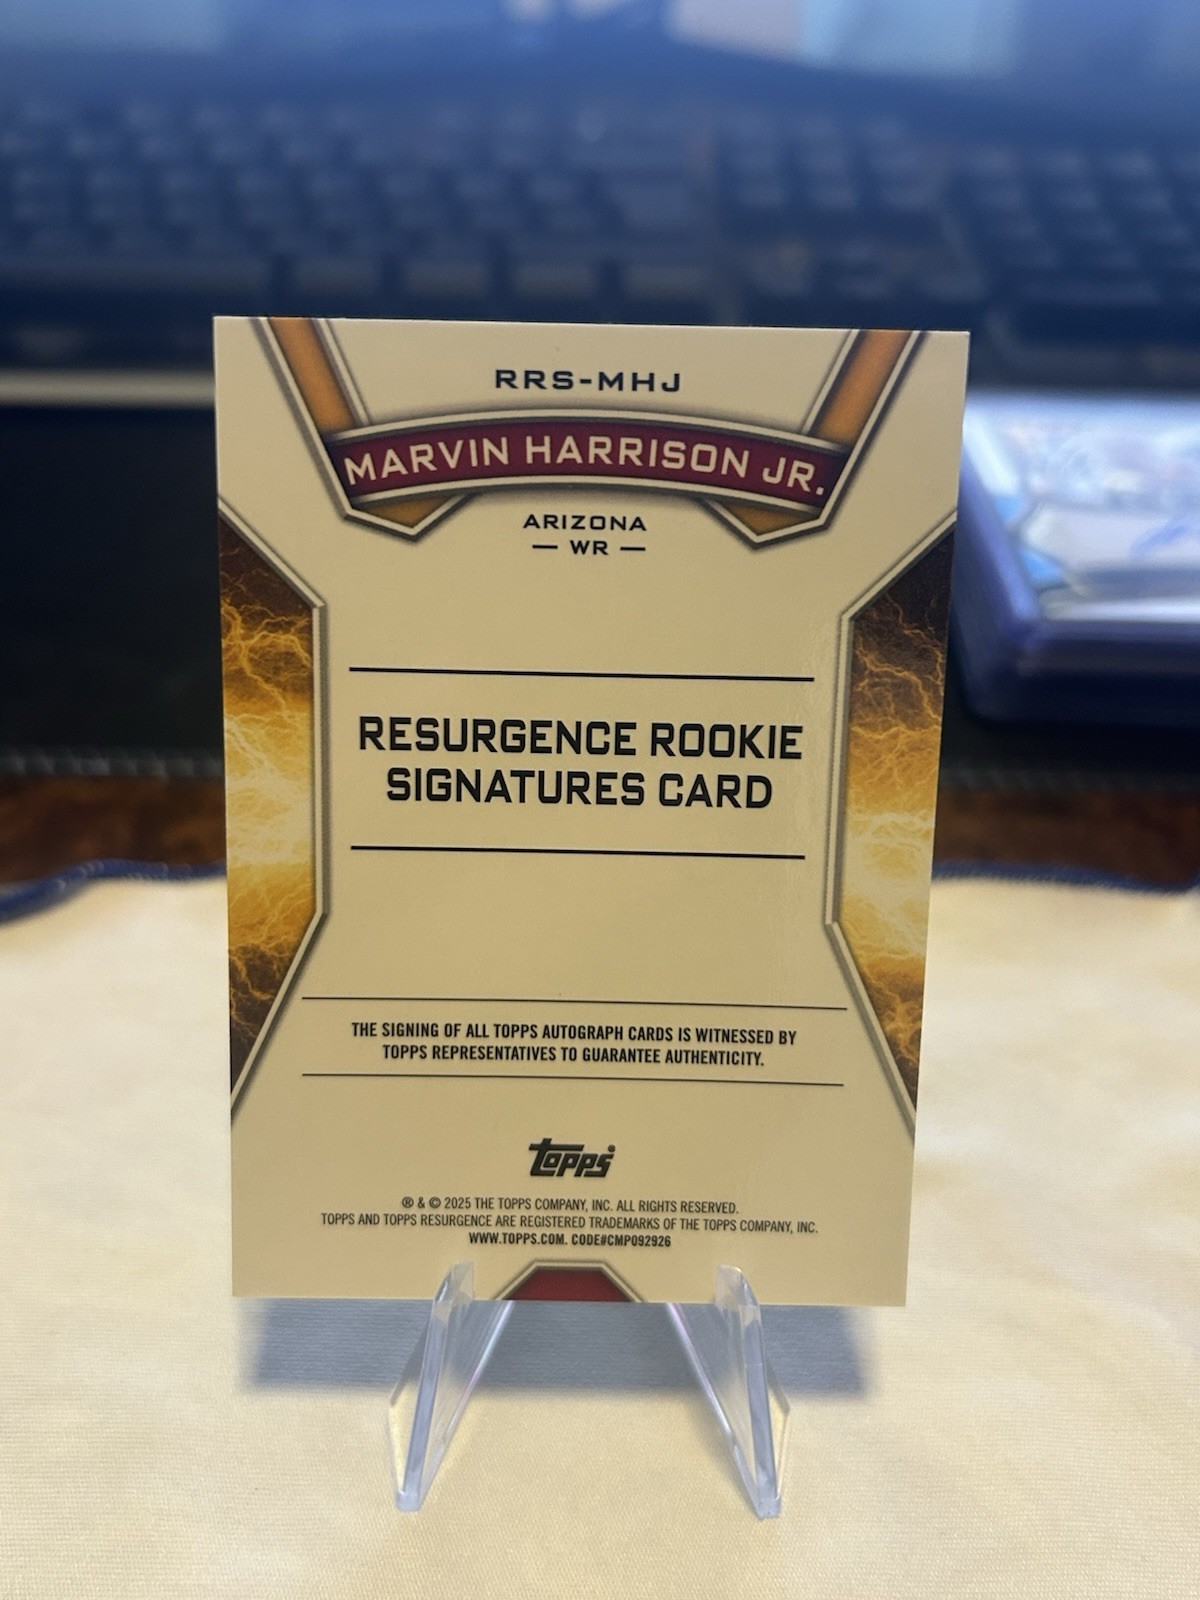 RRS-MHJ
MARVIN HARRISON JR.
ARIZONA
— WR —
RESURGENCE ROOKIE
SIGNATURES CARD
THE SIGNING OF ALL TOPPS AUTOGRAPH CARDS IS WITNESSED BY
TOPPS REPRESENTATIVES TO GUARANTEE AUTHENTICITY.
topps
® & © 2025 THE TOPPS COMPANY, INC. ALL RIGHTS RESERVED.
TOPPS AND TOPPS RESURGENCE ARE REGISTERED TRADEMARKS OF THE TOPPS COMPANY, INC.
WWW.TOPPS.COM. CODE#CMP092926